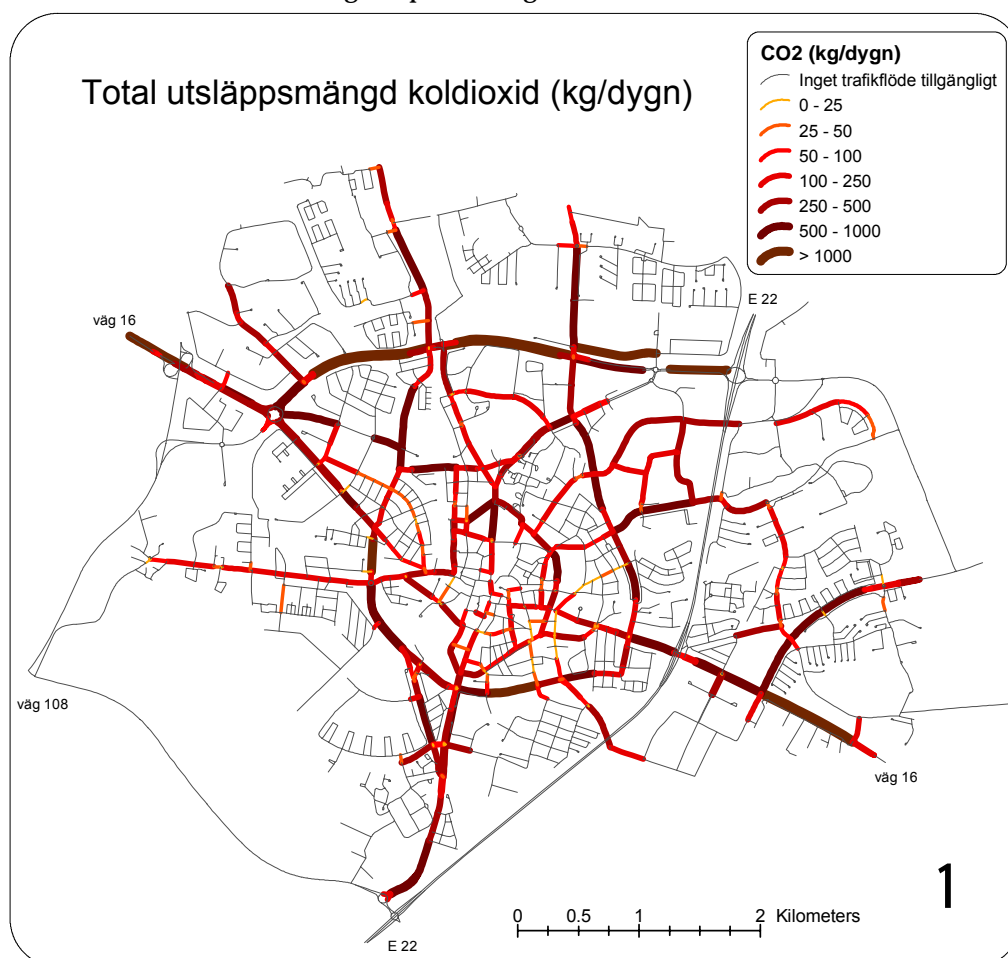 Total utsläppsmängd koldioxid (kg/dygn)
CO2 (kg/dygn)
Inget trafikflöde tillgängligt
0 - 25
25 - 50
50 - 100
100 - 250
250 - 500
500 - 1000
> 1000
E 22
väg 16
väg 108
väg 16
0 0.5 1 2 Kilometers
1
E 22